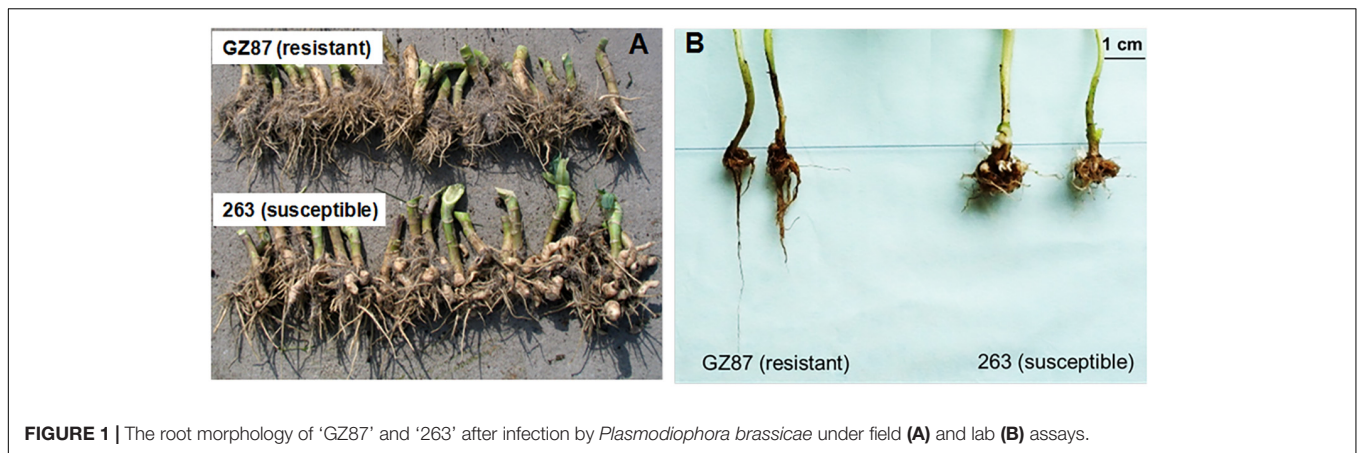 GZ87 (resistant)
A
263 (susceptible)
B
1 cm
GZ87 (resistant)
263 (susceptible)
FIGURE 1 | The root morphology of ‘GZ87’ and ‘263’ after infection by Plasmodiophora brassicae under field (A) and lab (B) assays.